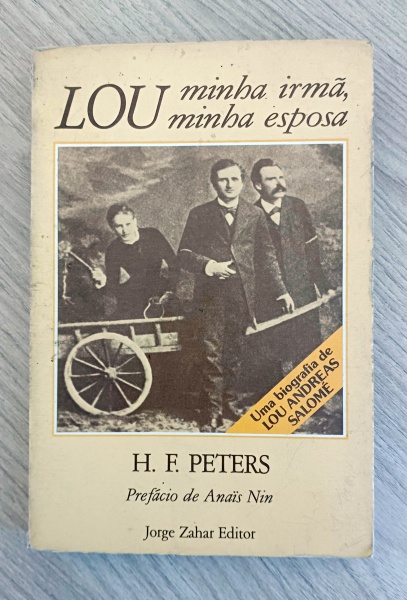 LOU minha irmã,
minha esposa
Uma biografia de
LOU ANDREAS
SALOMÉ
H. F. PETERS
Prefácio de Anaïs Nin
Jorge Zahar Editor